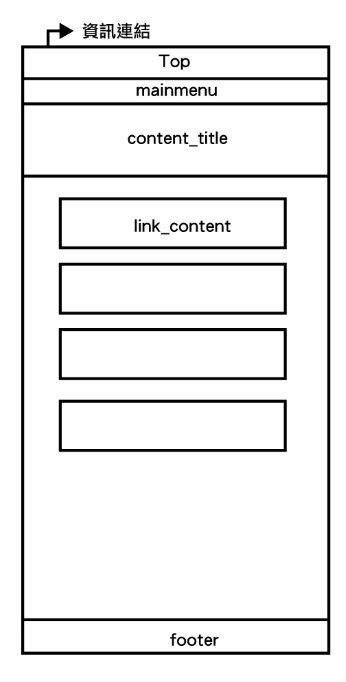 資訊連結
Top
mainmenu
content_title
link_content
footer